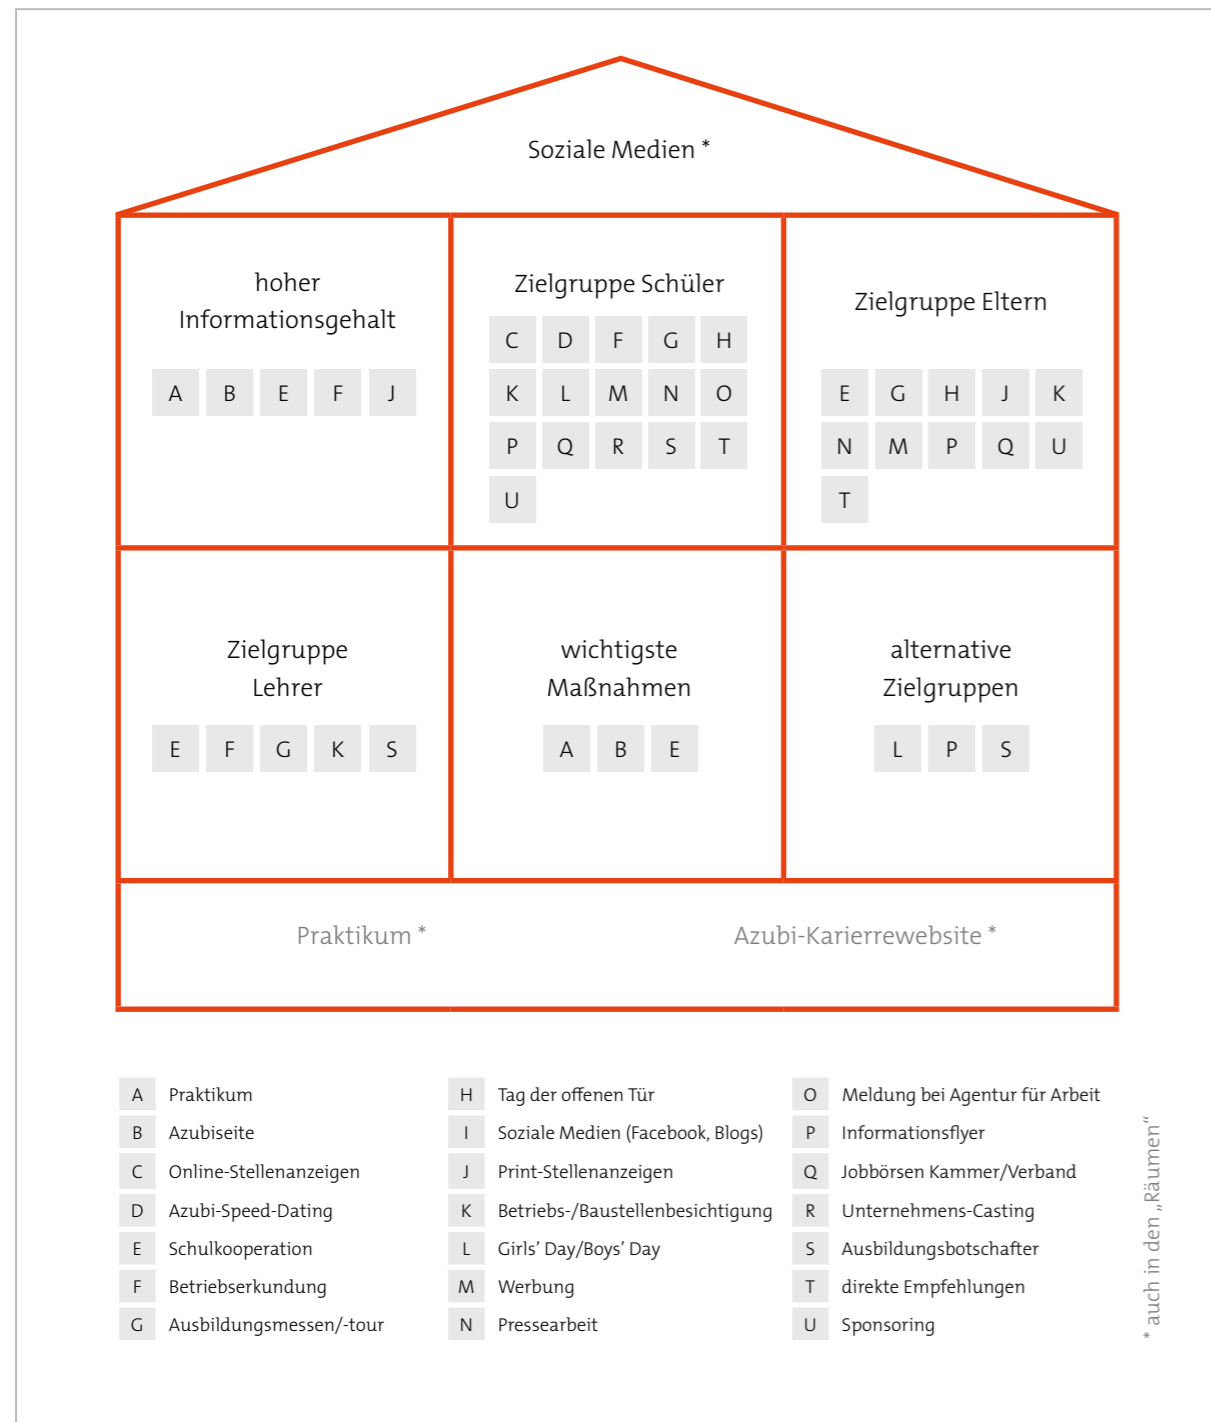 Soziale Medien *
hoher
Informationsgehalt
A B E F J
Zielgruppe Schüler
C D F G H
K L M N O
P Q R S T
U
Zielgruppe Eltern
E G H J K
N M P Q U
T
Zielgruppe
Lehrer
E F G K S
wichtigste
Maßnahmen
A B E
alternative
Zielgruppen
L P S
Praktikum *
Azubi-Karierrewebsite *
A Praktikum
B Azubiseite
C Online-Stellenanzeigen
D Azubi-Speed-Dating
E Schulkooperation
F Betriebserkundung
G Ausbildungsmessen/-tour
H Tag der offenen Tür
I Soziale Medien (Facebook, Blogs)
J Print-Stellenanzeigen
K Betriebs-/Baustellenbesichtigung
L Girls' Day/Boys' Day
M Werbung
N Pressearbeit
O Meldung bei Agentur für Arbeit
P Informationsflyer
Q Jobbörsen Kammer/Verband
R Unternehmens-Casting
S Ausbildungsbotschafter
T direkte Empfehlungen
U Sponsoring
* auch in den „Räumen“